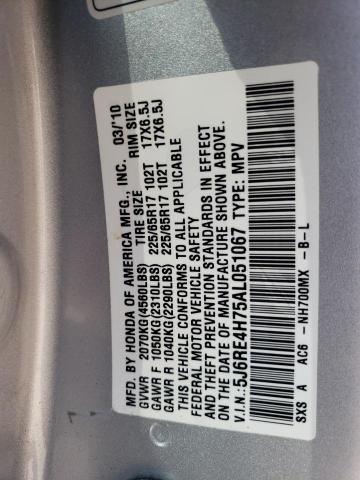 MFD. BY HONDA OF AMERICA MFG., INC. 03/'10
GVWR 2070KG(4560LBS) TIRE SIZE RIM SIZE
GAWR F 1050KG(2310LBS) 225/65R17 102T 17X6.5J
GAWR R 1040KG(2290LBS) 225/65R17 102T 17X6.5J
THIS VEHICLE CONFORMS TO ALL APPLICABLE
FEDERAL MOTOR VEHICLE SAFETY
AND THEFT PREVENTION STANDARDS IN EFFECT
ON THE DATE OF MANUFACTURE SHOWN ABOVE.
V.I.N.: 5J6RE4H75AL051067 TYPE: MPV
SXS A AC6 -NH700MX -B-L